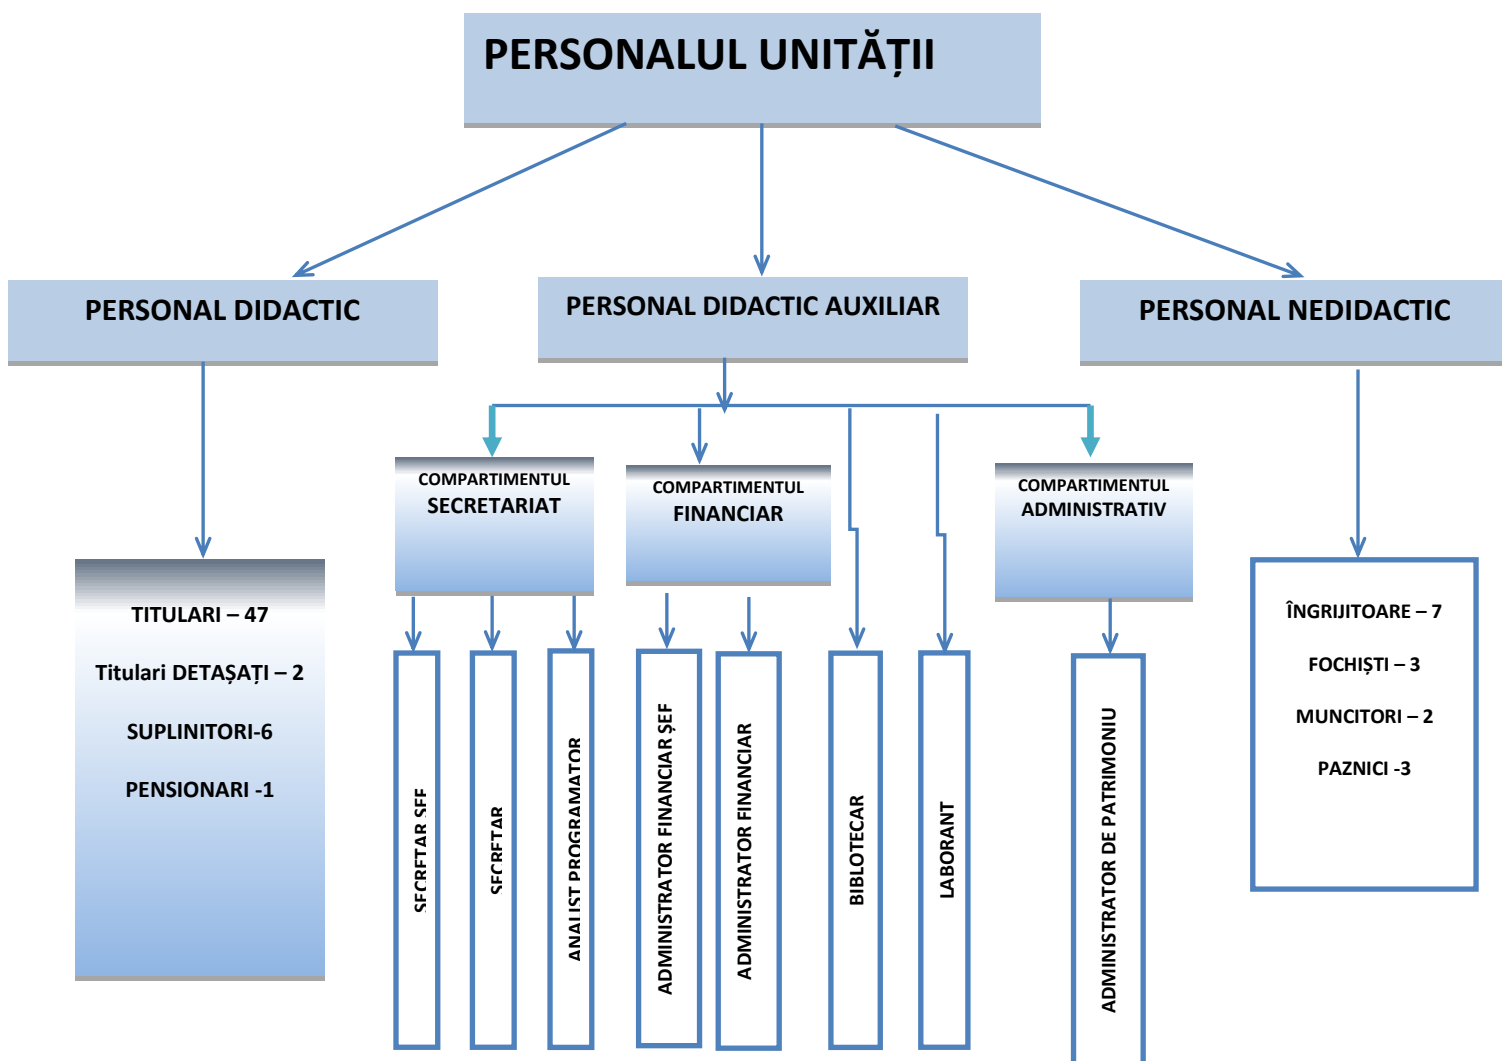 PERSONALUL UNITĂȚII
PERSONAL DIDACTIC
PERSONAL DIDACTIC AUXILIAR
PERSONAL NEDIDACTIC
COMPARTIMENTUL
SECRETARIAT
COMPARTIMENTUL
FINANCIAR
COMPARTIMENTUL
ADMINISTRATIV
TITULARI – 47
Titulari DETAȘAȚI – 2
SUPLINITORI-6
PENSIONARI -1
SECRETAR ȘEF
SECRETAR
ANALIST PROGRAMATOR
ADMINISTRATOR FINANCIAR ȘEF
ADMINISTRATOR FINANCIAR
BIBLOTECAR
LABORANT
ADMINISTRATOR DE PATRIMONIU
ÎNGRIJITOARE – 7
FOCHIȘTI – 3
MUNCITORI – 2
PAZNICI -3